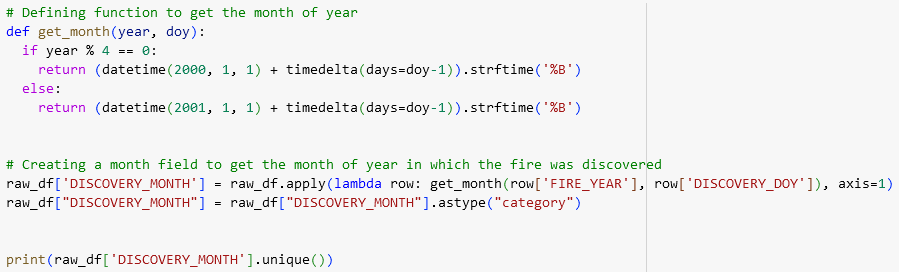 # Defining function to get the month of year
def get_month(year, doy):
  if year % 4 == 0:
    return (datetime(2000, 1, 1) + timedelta(days=doy-1)).strftime('%B')
  else:
    return (datetime(2001, 1, 1) + timedelta(days=doy-1)).strftime('%B')
# Creating a month field to get the month of year in which the fire was discovered
raw_df['DISCOVERY_MONTH'] = raw_df.apply(lambda row: get_month(row['FIRE_YEAR'], row['DISCOVERY_DOY']), axis=1)
raw_df["DISCOVERY_MONTH"] = raw_df["DISCOVERY_MONTH"].astype("category")
print(raw_df['DISCOVERY_MONTH'].unique())